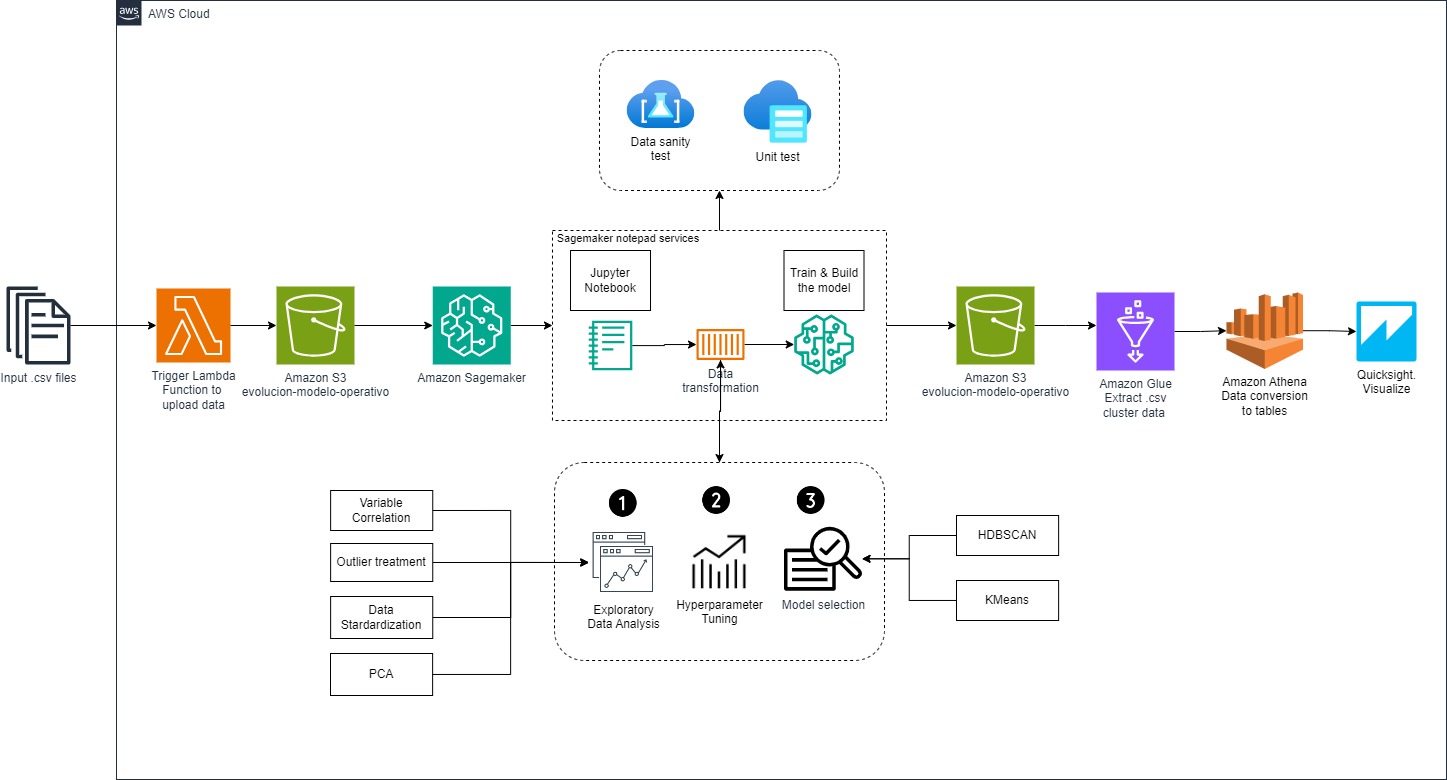 aws
AWS Cloud
Data sanity
test
Unit test
Sagemaker notepad services
Jupyter
Notebook
Train & Build
the model
Data
transformation
Input .csv files
Trigger Lambda
Function to
upload data
Amazon S3
evolucion-modelo-operativo
Amazon Sagemaker
Amazon S3
evolucion-modelo-operativo
Amazon Glue
Extract .csv
cluster data
Amazon Athena
Data conversion
to tables
Quicksight.
Visualize
Variable
Correlation
Outlier treatment
Data
Stardardization
PCA
1
2
3
Exploratory
Data Analysis
Hyperparameter
Tuning
Model selection
HDBSCAN
KMeans